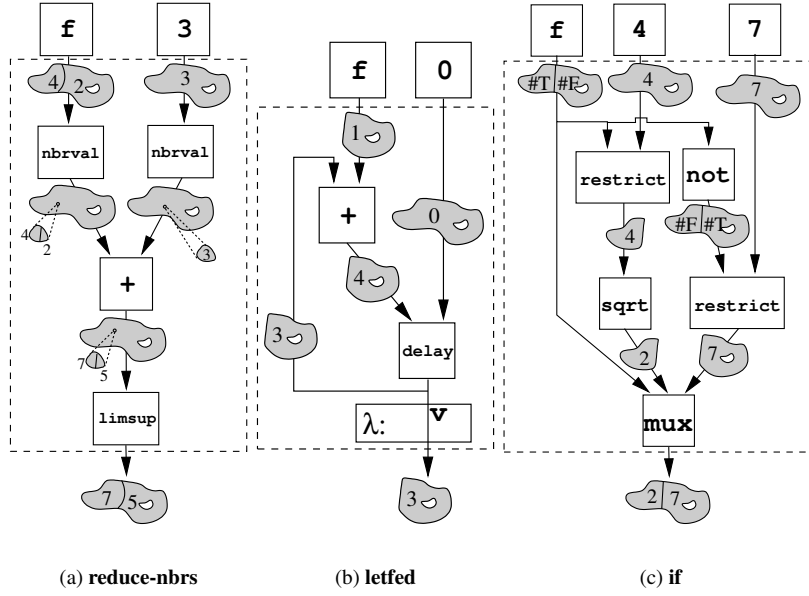 f 3
4 2 3
nbrval nbrval
4 2 3
+
7 5
limsup
7 5
(a) reduce-nbrs
f 0
1
+ 0
4
3 delay
λ: v
3
(b) letfed
f 4 7
#T #F 4 7
restrict not
4 #F #T
sqrt restrict
2 7
mux
2 7
(c) if